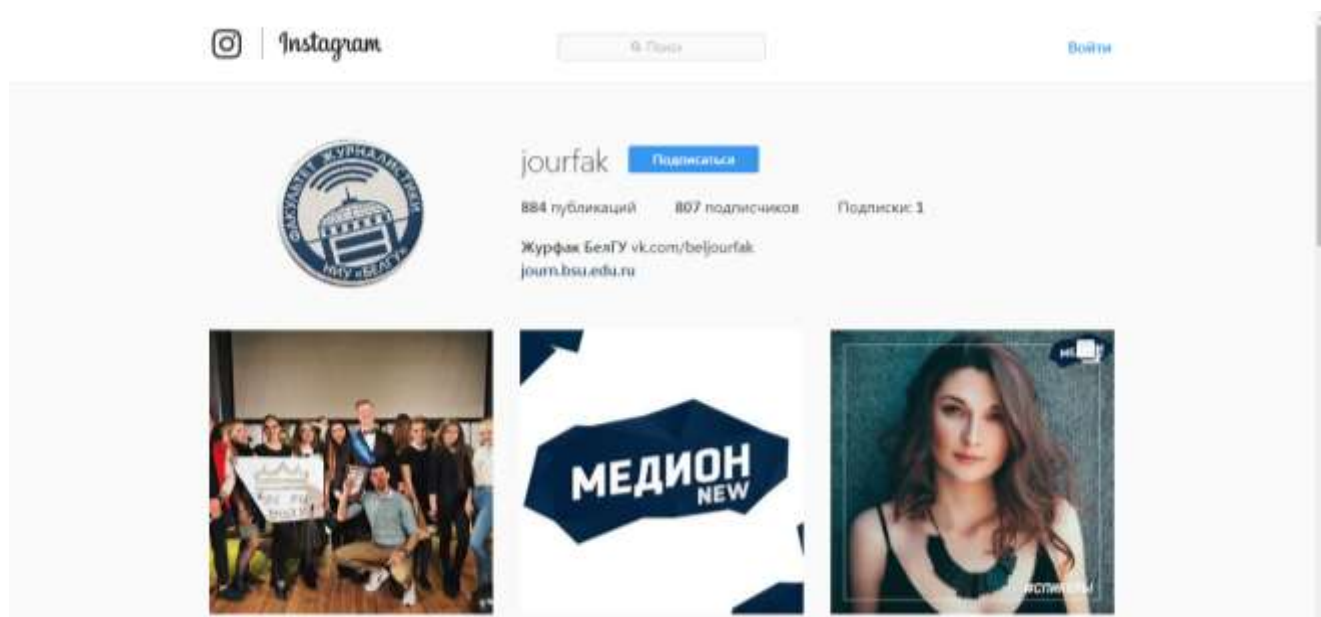 Instagram
Поиск
Войти
ФАКУЛЬТЕТ ЖУРНАЛИСТИКИ
НИУ «БЕЛГУ»
jourfak Подписаться
884 публикаций 807 подписчиков Подписки: 1
Журфак БелГУ vk.com/beljourfak
journ.bsu.edu.ru
МЕДИОН
NEW
#СПИКЕРЫ